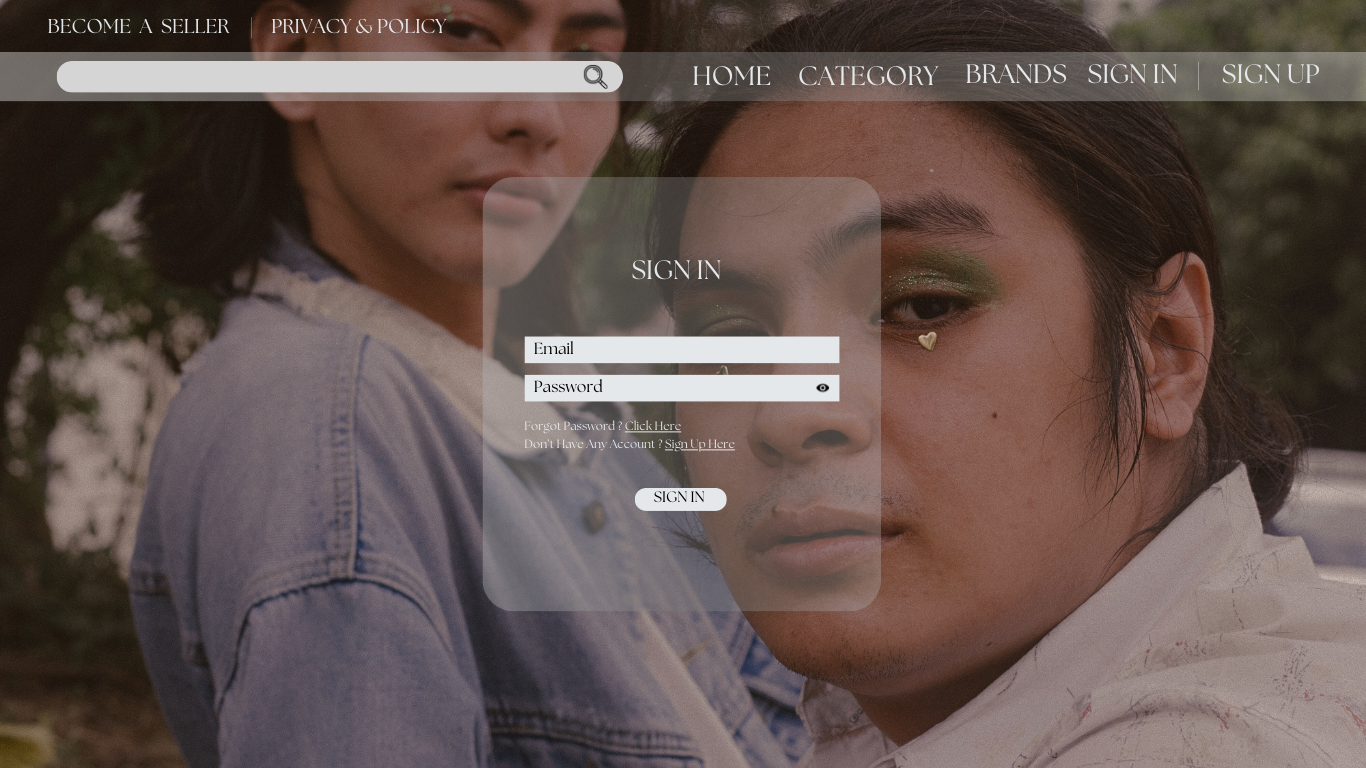 BECOME A SELLER | PRIVACY & POLICY
HOME CATEGORY BRANDS SIGN IN | SIGN UP
SIGN IN
Email
Password
Forgot Password ? Click Here
Don't Have Any Account ? Sign Up Here
SIGN IN